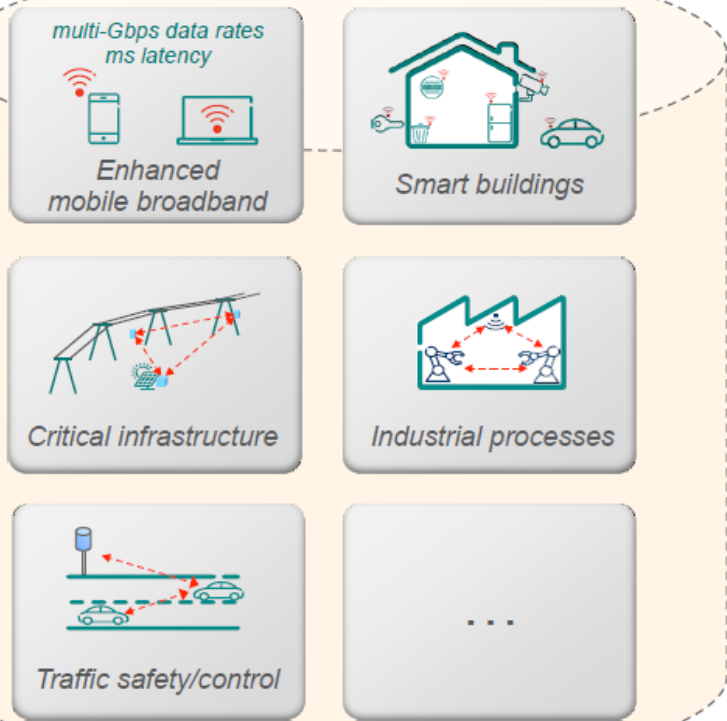 multi-Gbps data rates
ms latency
Enhanced
mobile broadband
Smart buildings
Critical infrastructure
Industrial processes
Traffic safety/control
...